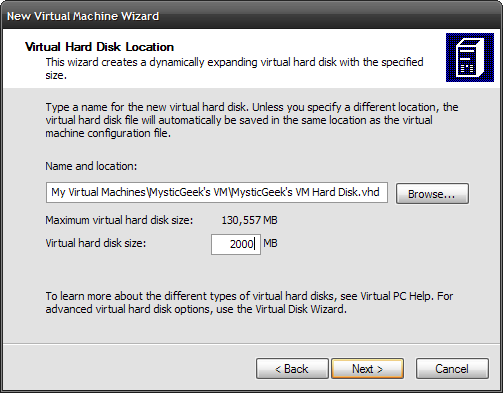 New Virtual Machine Wizard
Virtual Hard Disk Location
This wizard creates a dynamically expanding virtual hard disk with the specified
size.
Type a name for the new virtual hard disk. Unless you specify a different location, the
virtual hard disk file will automatically be saved in the same location as the virtual
machine configuration file.
Name and location:
My Virtual Machines\MysticGeek's VM\MysticGeek's VM Hard Disk.vhd
Browse...
Maximum virtual hard disk size: 130,557 MB
Virtual hard disk size: 2000 MB
To learn more about the different types of virtual hard disks, see Virtual PC Help. For
advanced virtual hard disk options, use the Virtual Disk Wizard.
< Back Next > Cancel